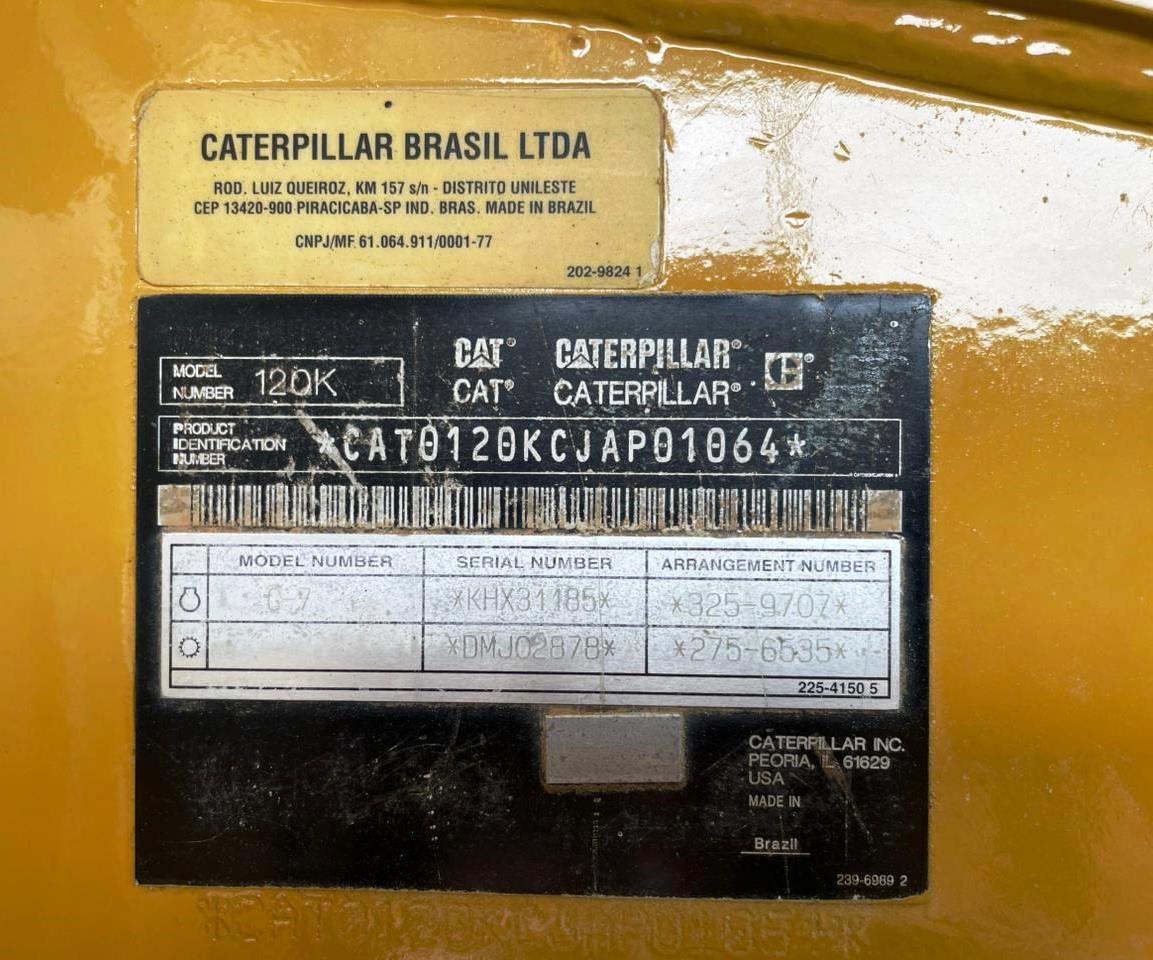 CATERPILLAR BRASIL LTDA
ROD. LUIZ QUEIROZ, KM 157 s/n - DISTRITO UNILESTE
CEP 13420-900 PIRACICABA-SP IND. BRAS. MADE IN BRAZIL
CNPJ/MF. 61.064.911/0001-77
202-9824 1
CAT® CATERPILLAR® CE®
MODEL NUMBER 120K
CAT® CATERPILLAR®
PRODUCT IDENTIFICATION NUMBER *CAT0120KCJAP01064*
MODEL NUMBER SERIAL NUMBER ARRANGEMENT NUMBER
C-7 *KHX31185* *325-9707*
*DMJ02878* *275-6535*
225-4150 5
CATERPILLAR INC.
PEORIA, IL 61629
USA
MADE IN
Brazil
239-6989 2